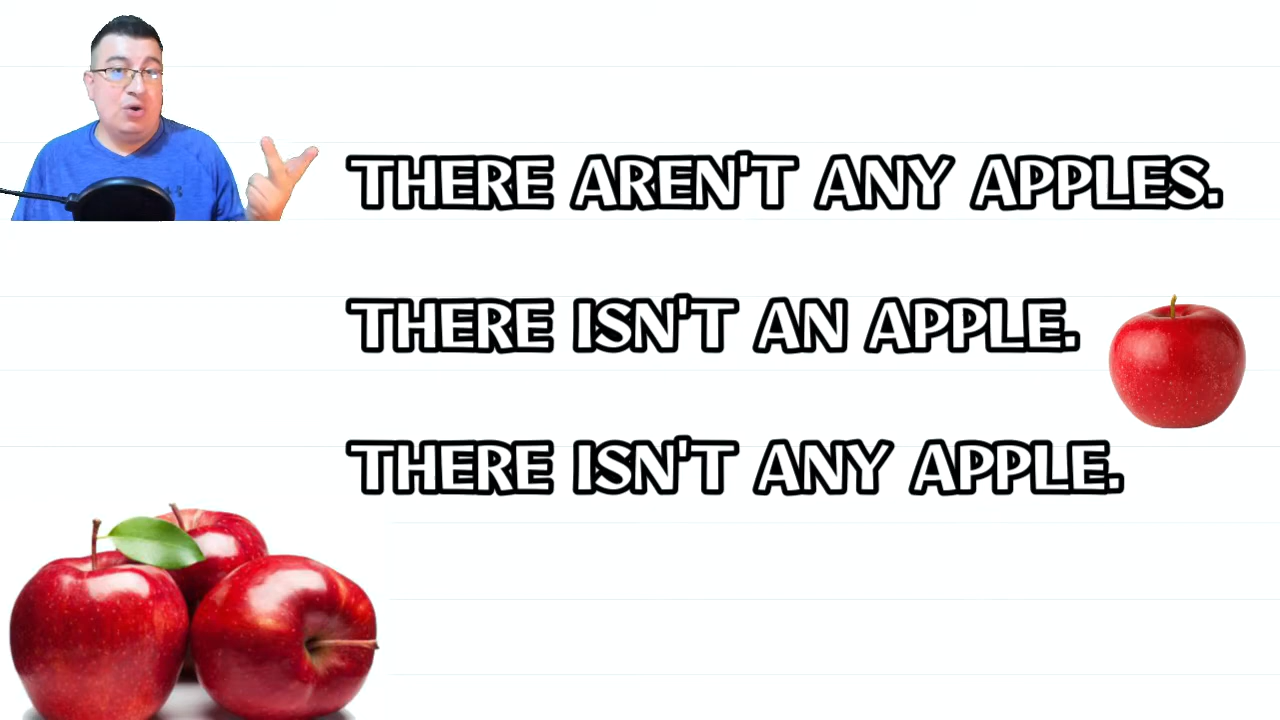 THERE AREN'T ANY APPLES.
THERE ISN'T AN APPLE.
THERE ISN'T ANY APPLE.